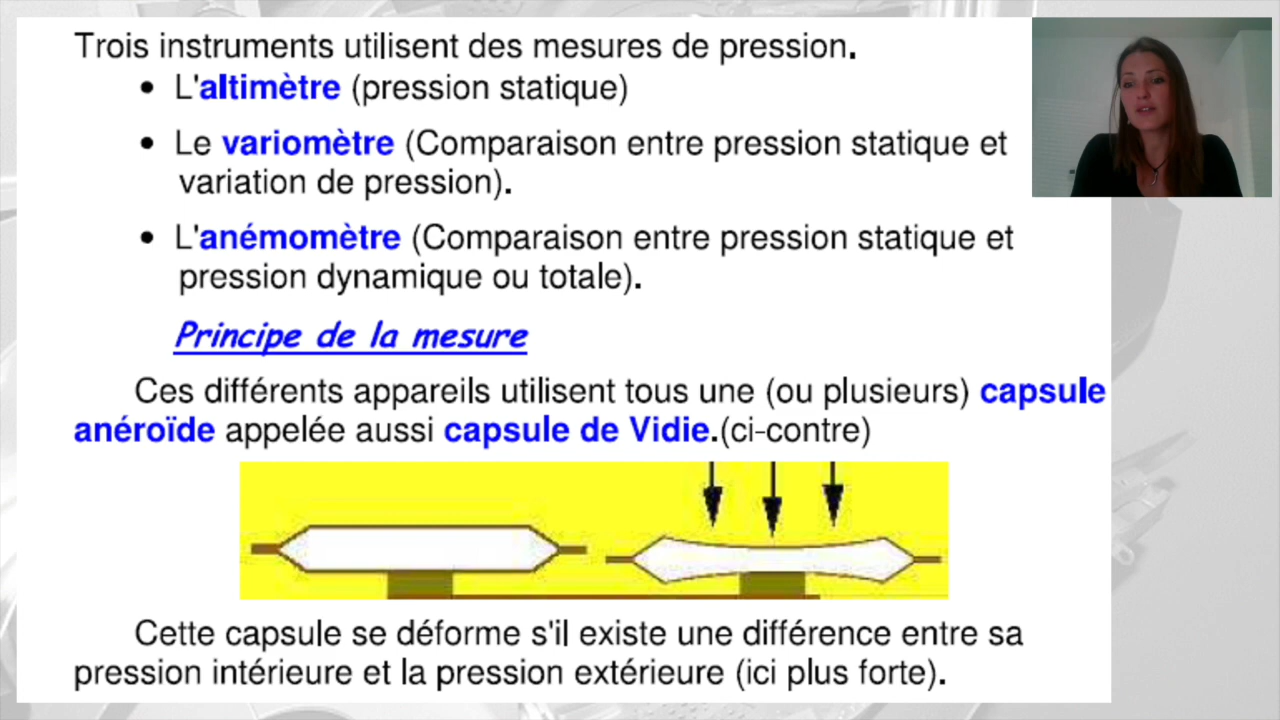 Trois instruments utilisent des mesures de pression.
• L'altimètre (pression statique)
• Le variomètre (Comparaison entre pression statique et
variation de pression).
• L'anémomètre (Comparaison entre pression statique et
pression dynamique ou totale).
Principe de la mesure
Ces différents appareils utilisent tous une (ou plusieurs) capsule
anéroïde appelée aussi capsule de Vidie.(ci-contre)
Cette capsule se déforme s'il existe une différence entre sa
pression intérieure et la pression extérieure (ici plus forte).